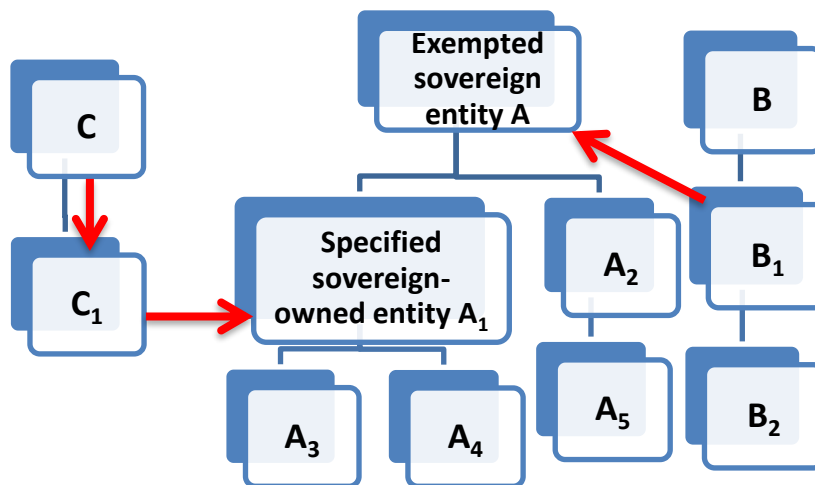 Exempted
sovereign
entity A
C
B
Specified
sovereign-
owned entity A₁
A₂
B₁
C₁
A₃
A₄
A₅
B₂